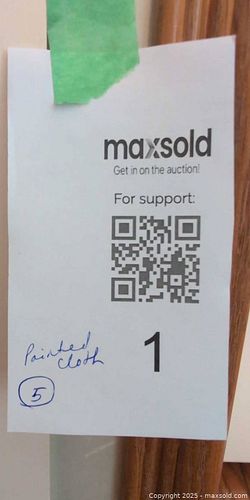 maxsold
Get in on the auction!
For support:
1
Painted
cloth
5
Copyright © 2025 - maxsold.com